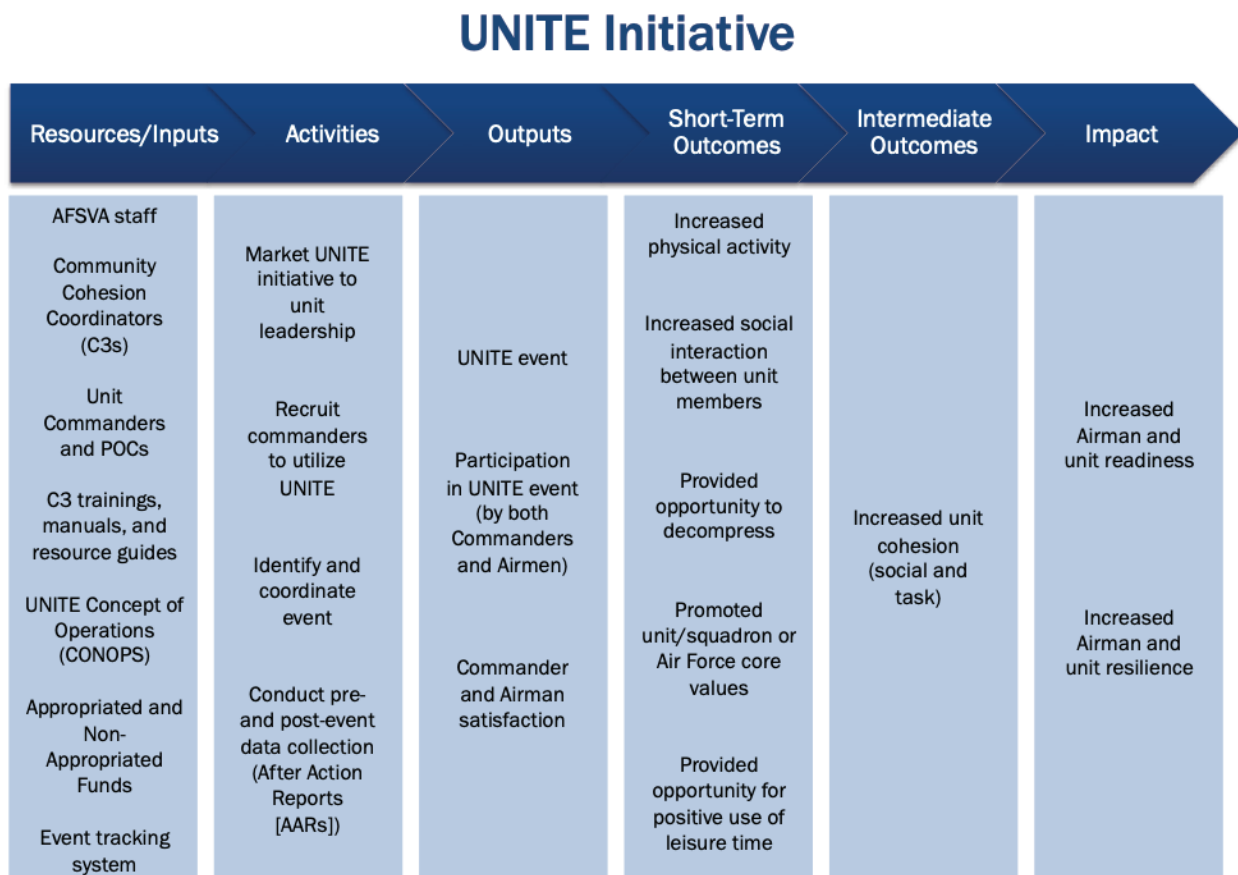 UNITE Initiative
Resources/Inputs
Activities
Outputs
Short-Term
Outcomes
Intermediate
Outcomes
Impact
AFSVA staff
Community
Cohesion
Coordinators
(C3s)
Unit
Commanders
and POCs
C3 trainings,
manuals, and
resource guides
UNITE Concept of
Operations
(CONOPS)
Appropriated and
Non-
Appropriated
Funds
Event tracking
system
Market UNITE
initiative to
unit
leadership
Recruit
commanders
to utilize
UNITE
Identify and
coordinate
event
Conduct pre-
and post-event
data collection
(After Action
Reports
[AARs])
UNITE event
Participation
in UNITE event
(by both
Commanders
and Airmen)
Commander
and Airman
satisfaction
Increased
physical activity
Increased social
interaction
between unit
members
Provided
opportunity to
decompress
Promoted
unit/squadron or
Air Force core
values
Provided
opportunity for
positive use of
leisure time
Increased unit
cohesion
(social and
task)
Increased
Airman and
unit readiness
Increased
Airman and
unit resilience